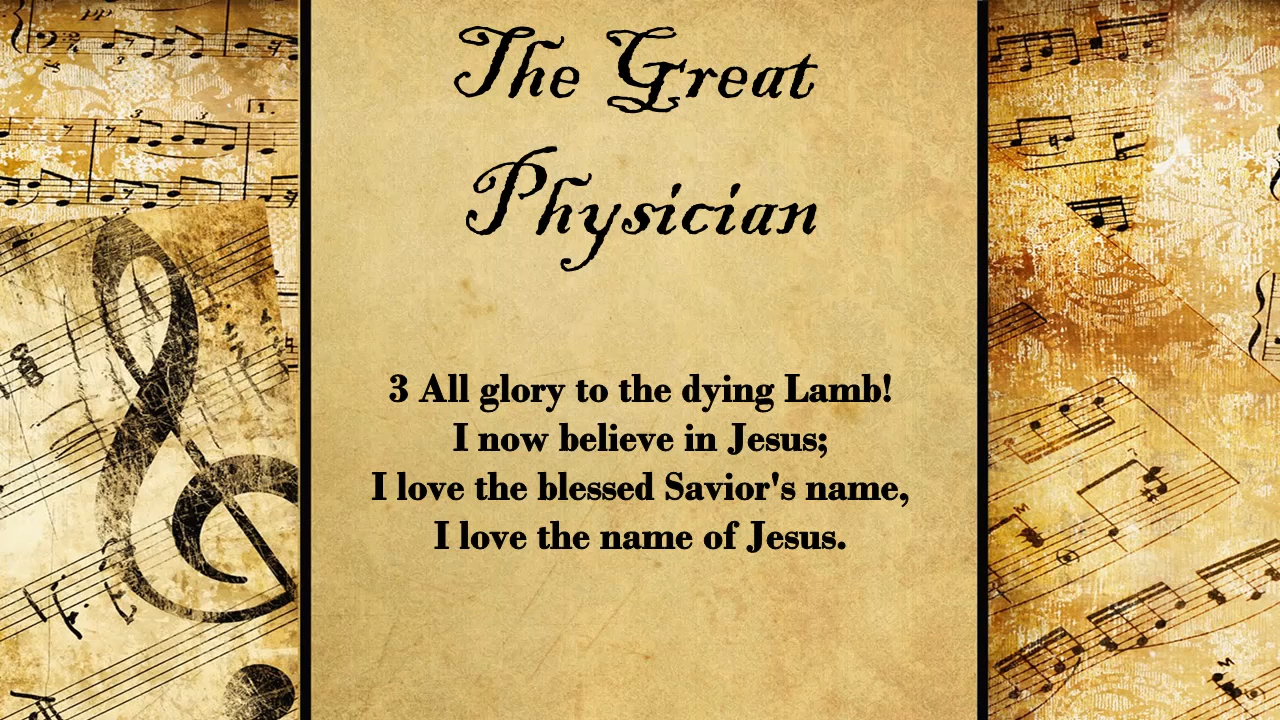 The Great
Physician
3 All glory to the dying Lamb!
I now believe in Jesus;
I love the blessed Savior's name,
I love the name of Jesus.